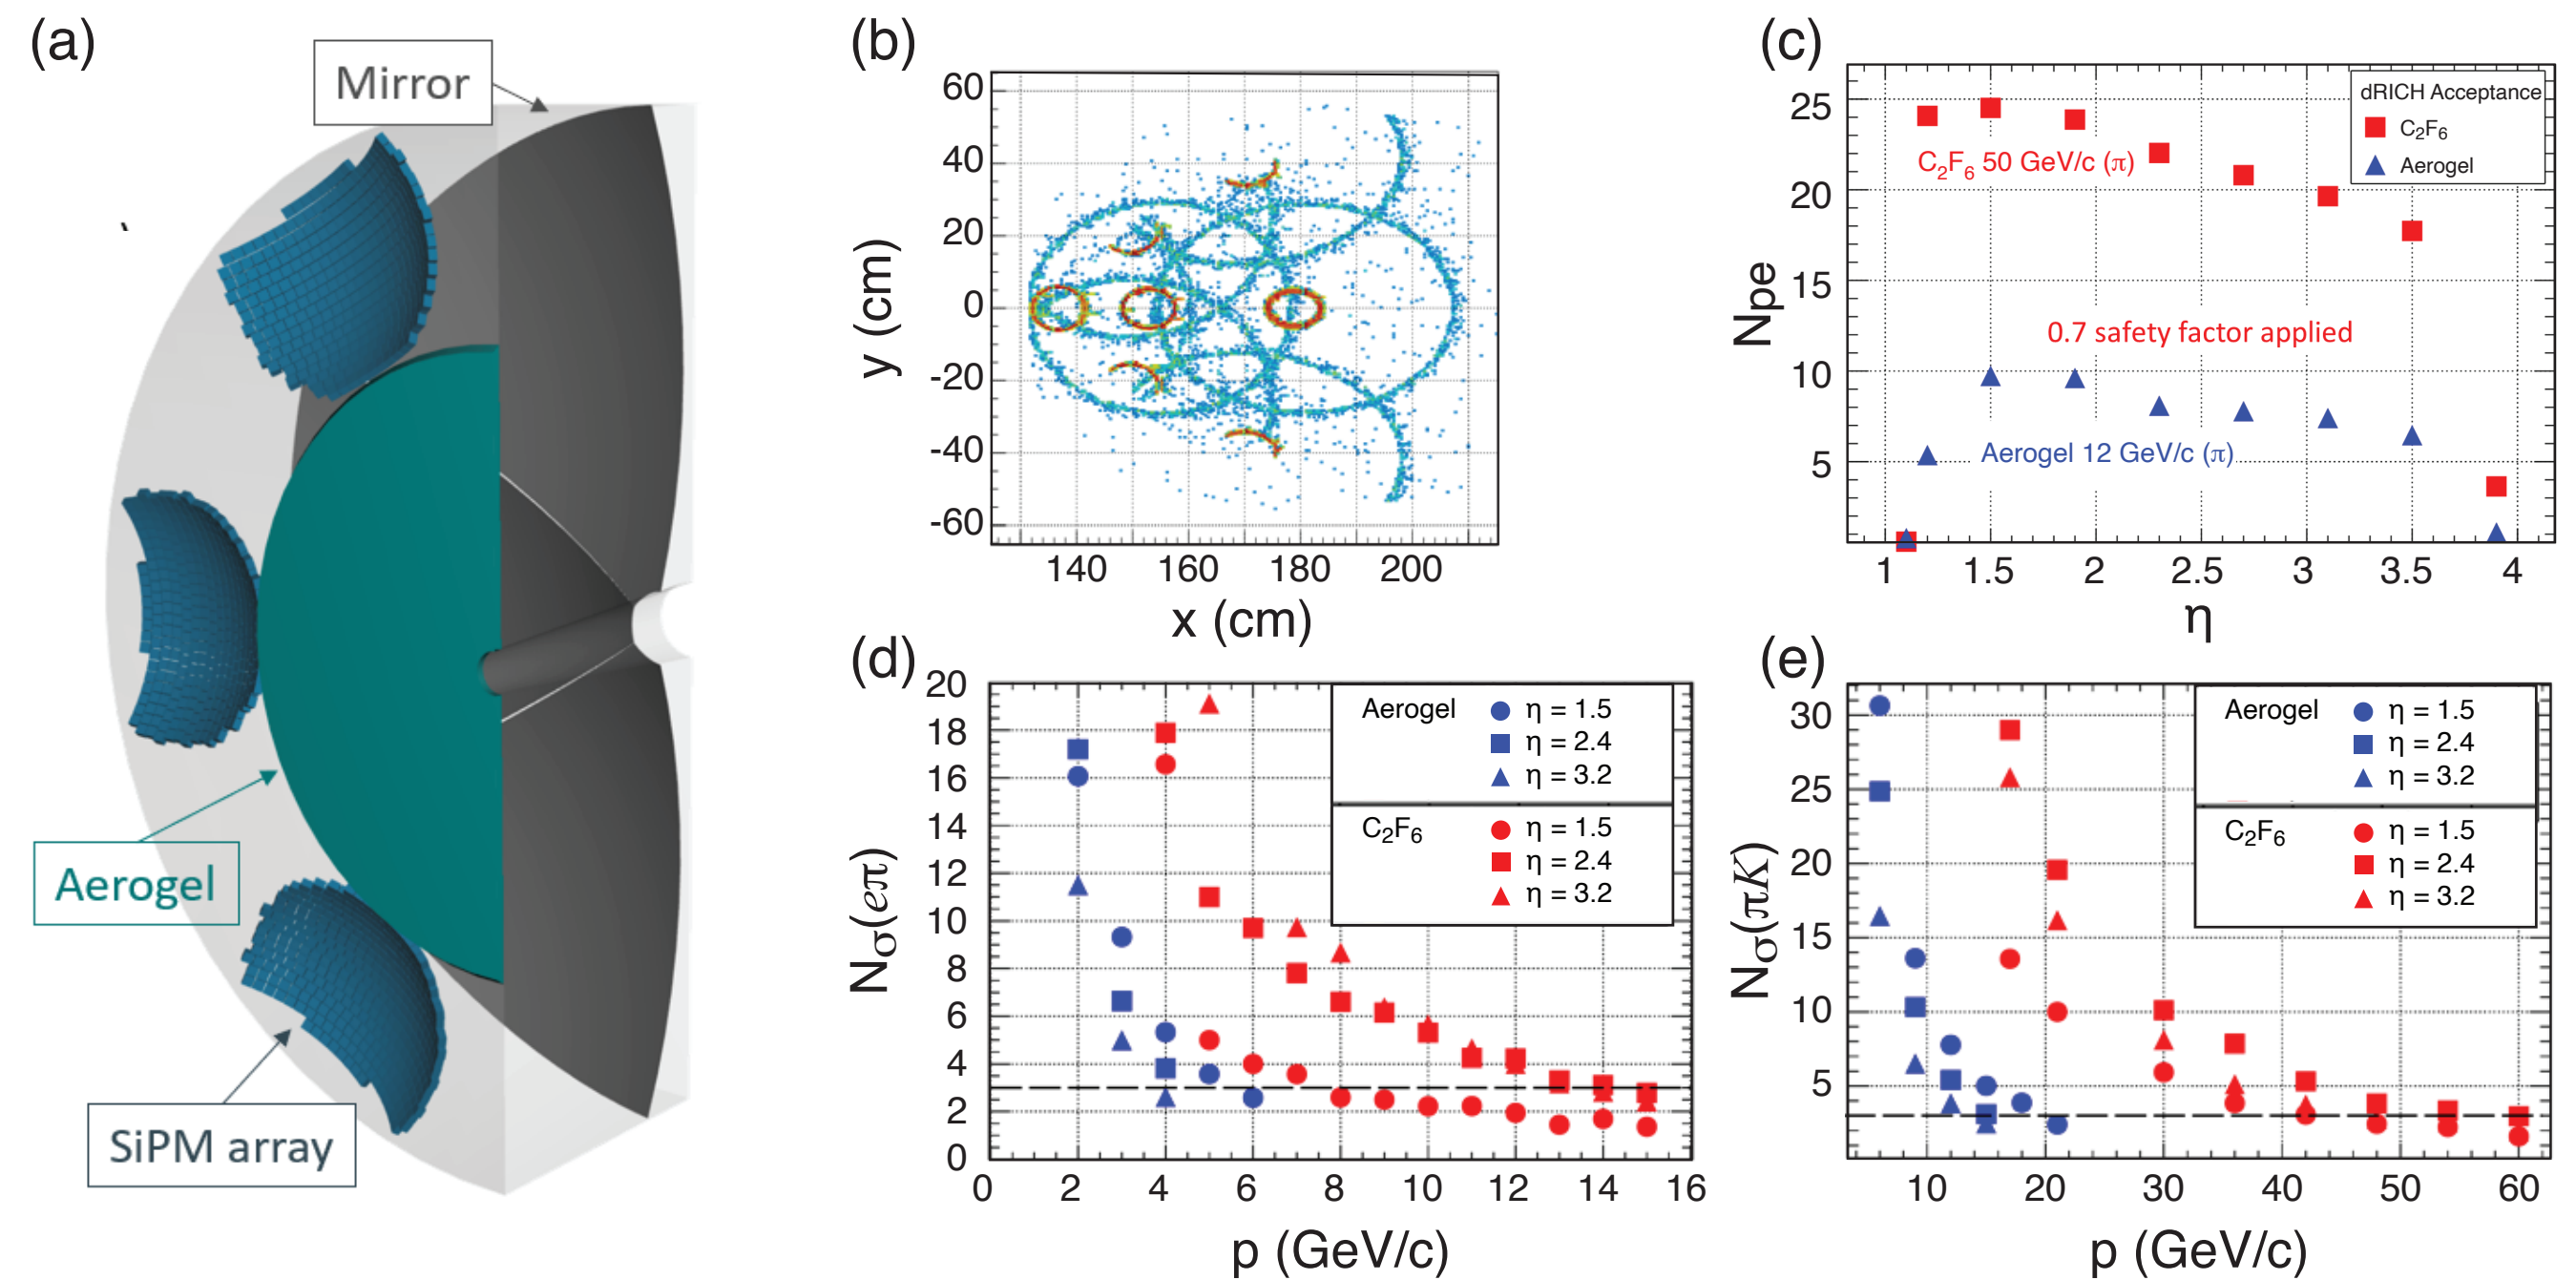 (a)
Mirror
Aerogel
SiPM array
(b)
60
40
20
0
-20
-40
-60
y (cm)
140 160 180 200
x (cm)
(c)
25
20
15
10
5
Npe
dRICH Acceptance
C₂F₆
Aerogel
C₂F₆ 50 GeV/c (π)
0.7 safety factor applied
Aerogel 12 GeV/c (π)
1 1.5 2 2.5 3 3.5 4
η
(d)
20
18
16
14
12
10
8
6
4
2
0
Nσ(eπ)
Aerogel
η = 1.5
η = 2.4
η = 3.2
C₂F₆
η = 1.5
η = 2.4
η = 3.2
0 2 4 6 8 10 12 14 16
p (GeV/c)
(e)
30
25
20
15
10
5
Nσ(πK)
Aerogel
η = 1.5
η = 2.4
η = 3.2
C₂F₆
η = 1.5
η = 2.4
η = 3.2
10 20 30 40 50 60
p (GeV/c)